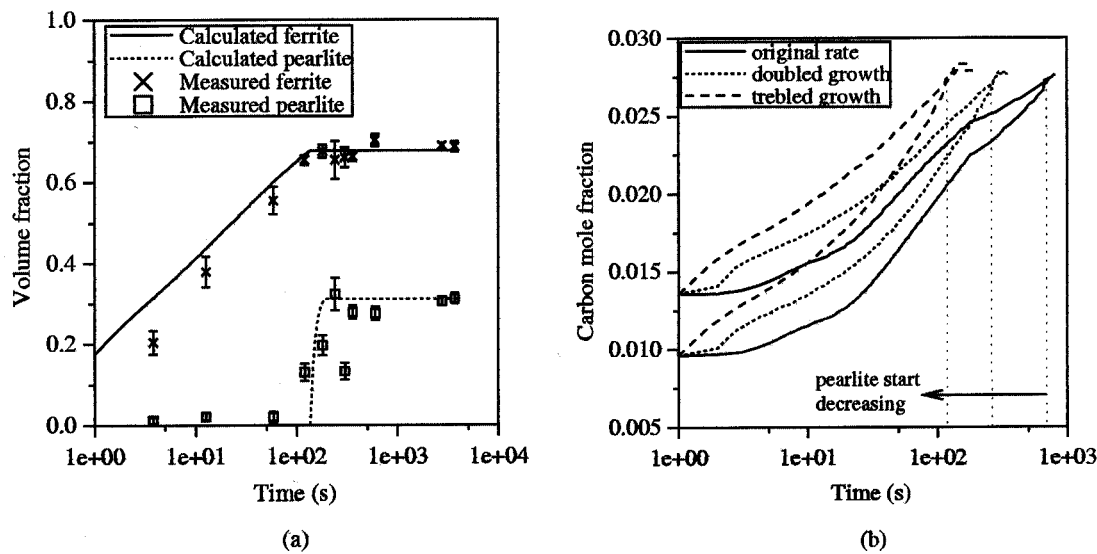 1.0
0.8
0.6
0.4
0.2
0.0
Volume fraction
Calculated ferrite
Calculated pearlite
Measured ferrite
Measured pearlite
1e+00 1e+01 1e+02 1e+03 1e+04
Time (s)
(a)
0.030
0.025
0.020
0.015
0.010
0.005
Carbon mole fraction
original rate
doubled growth
trebled growth
pearlite start
decreasing
1e+00 1e+01 1e+02 1e+03
Time (s)
(b)